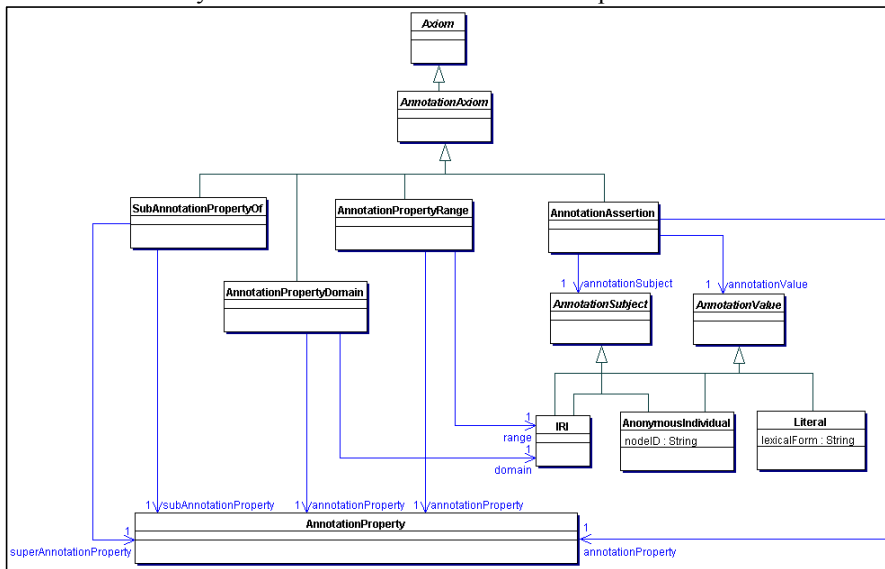 Axiom
AnnotationAxiom
SubAnnotationPropertyOf
AnnotationPropertyRange
AnnotationAssertion
AnnotationPropertyDomain
1 annotationSubject
1 annotationValue
AnnotationSubject
AnnotationValue
1
range
IRI
1
domain
AnonymousIndividual
nodeID : String
Literal
lexicalForm : String
1 subAnnotationProperty
1 annotationProperty
1 annotationProperty
AnnotationProperty
1
superAnnotationProperty
1
annotationProperty